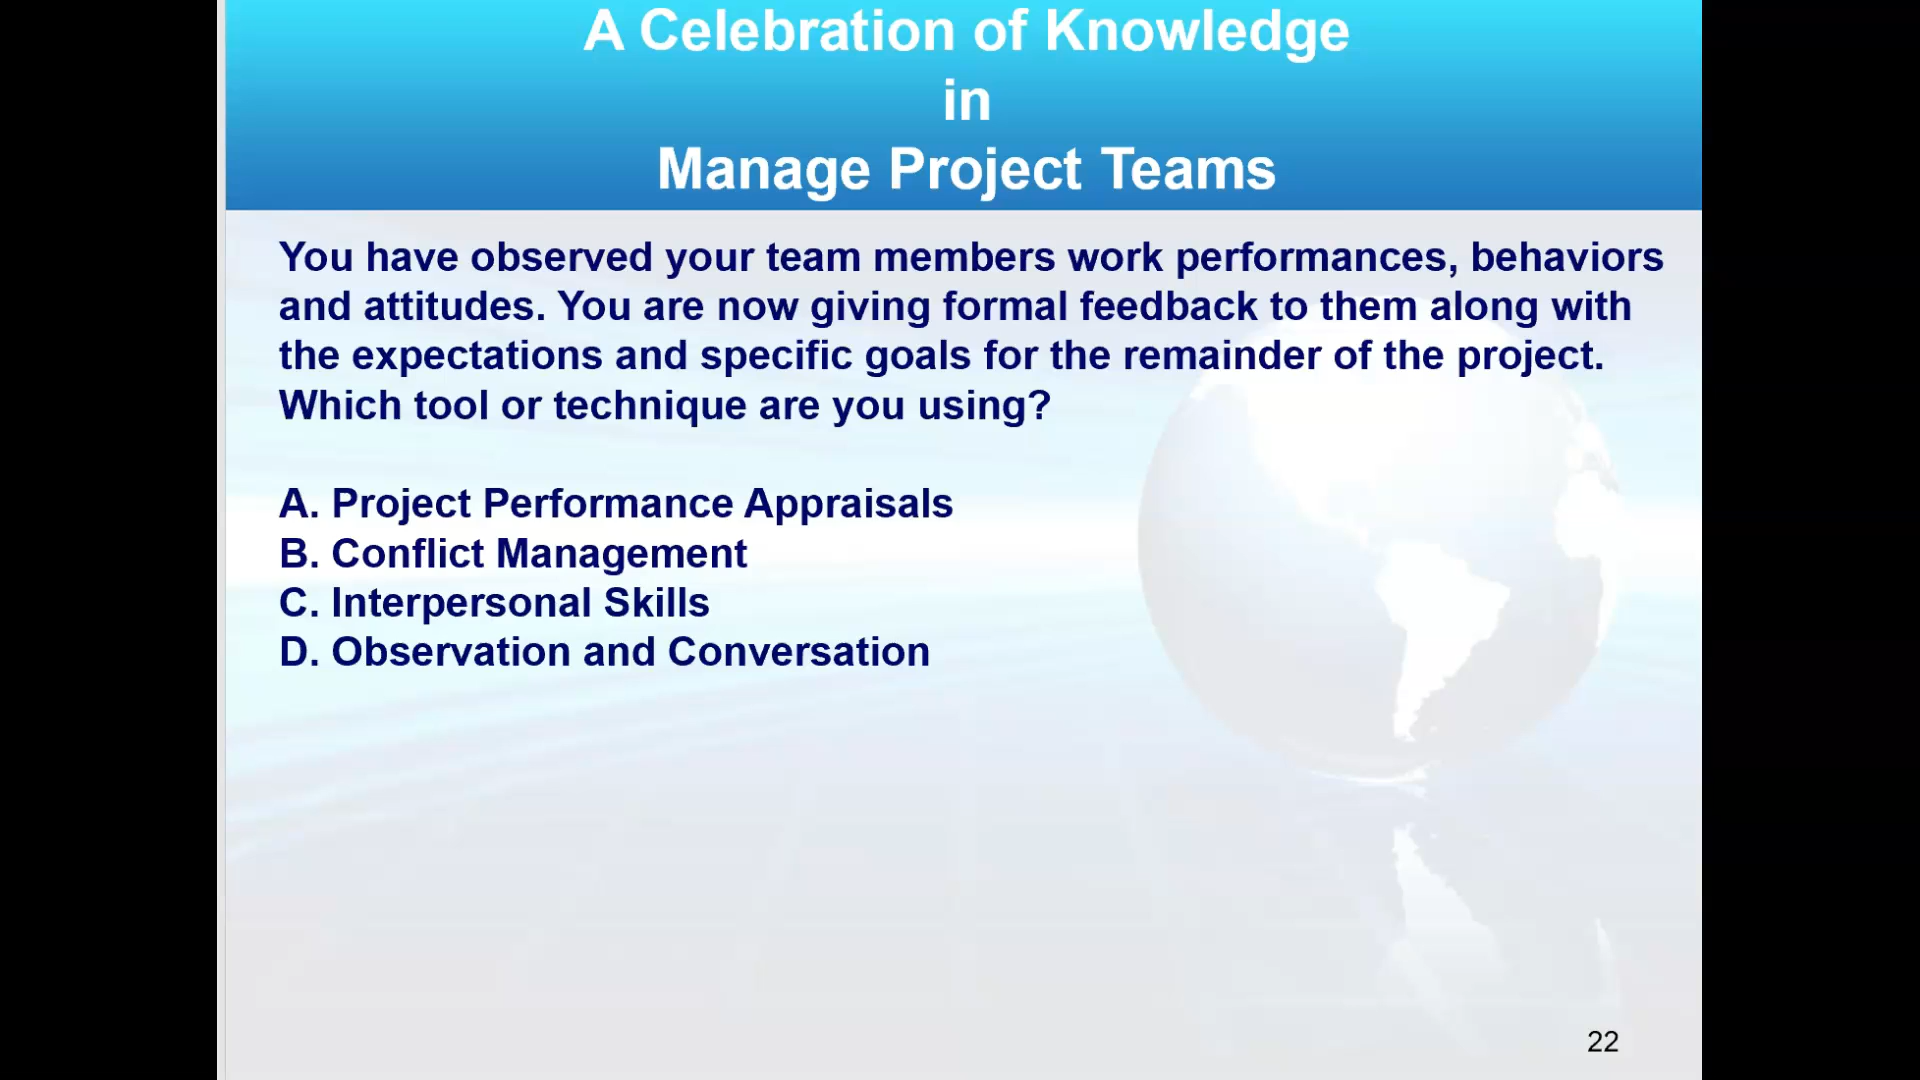 A Celebration of Knowledge
in
Manage Project Teams
You have observed your team members work performances, behaviors
and attitudes. You are now giving formal feedback to them along with
the expectations and specific goals for the remainder of the project.
Which tool or technique are you using?
A. Project Performance Appraisals
B. Conflict Management
C. Interpersonal Skills
D. Observation and Conversation
22